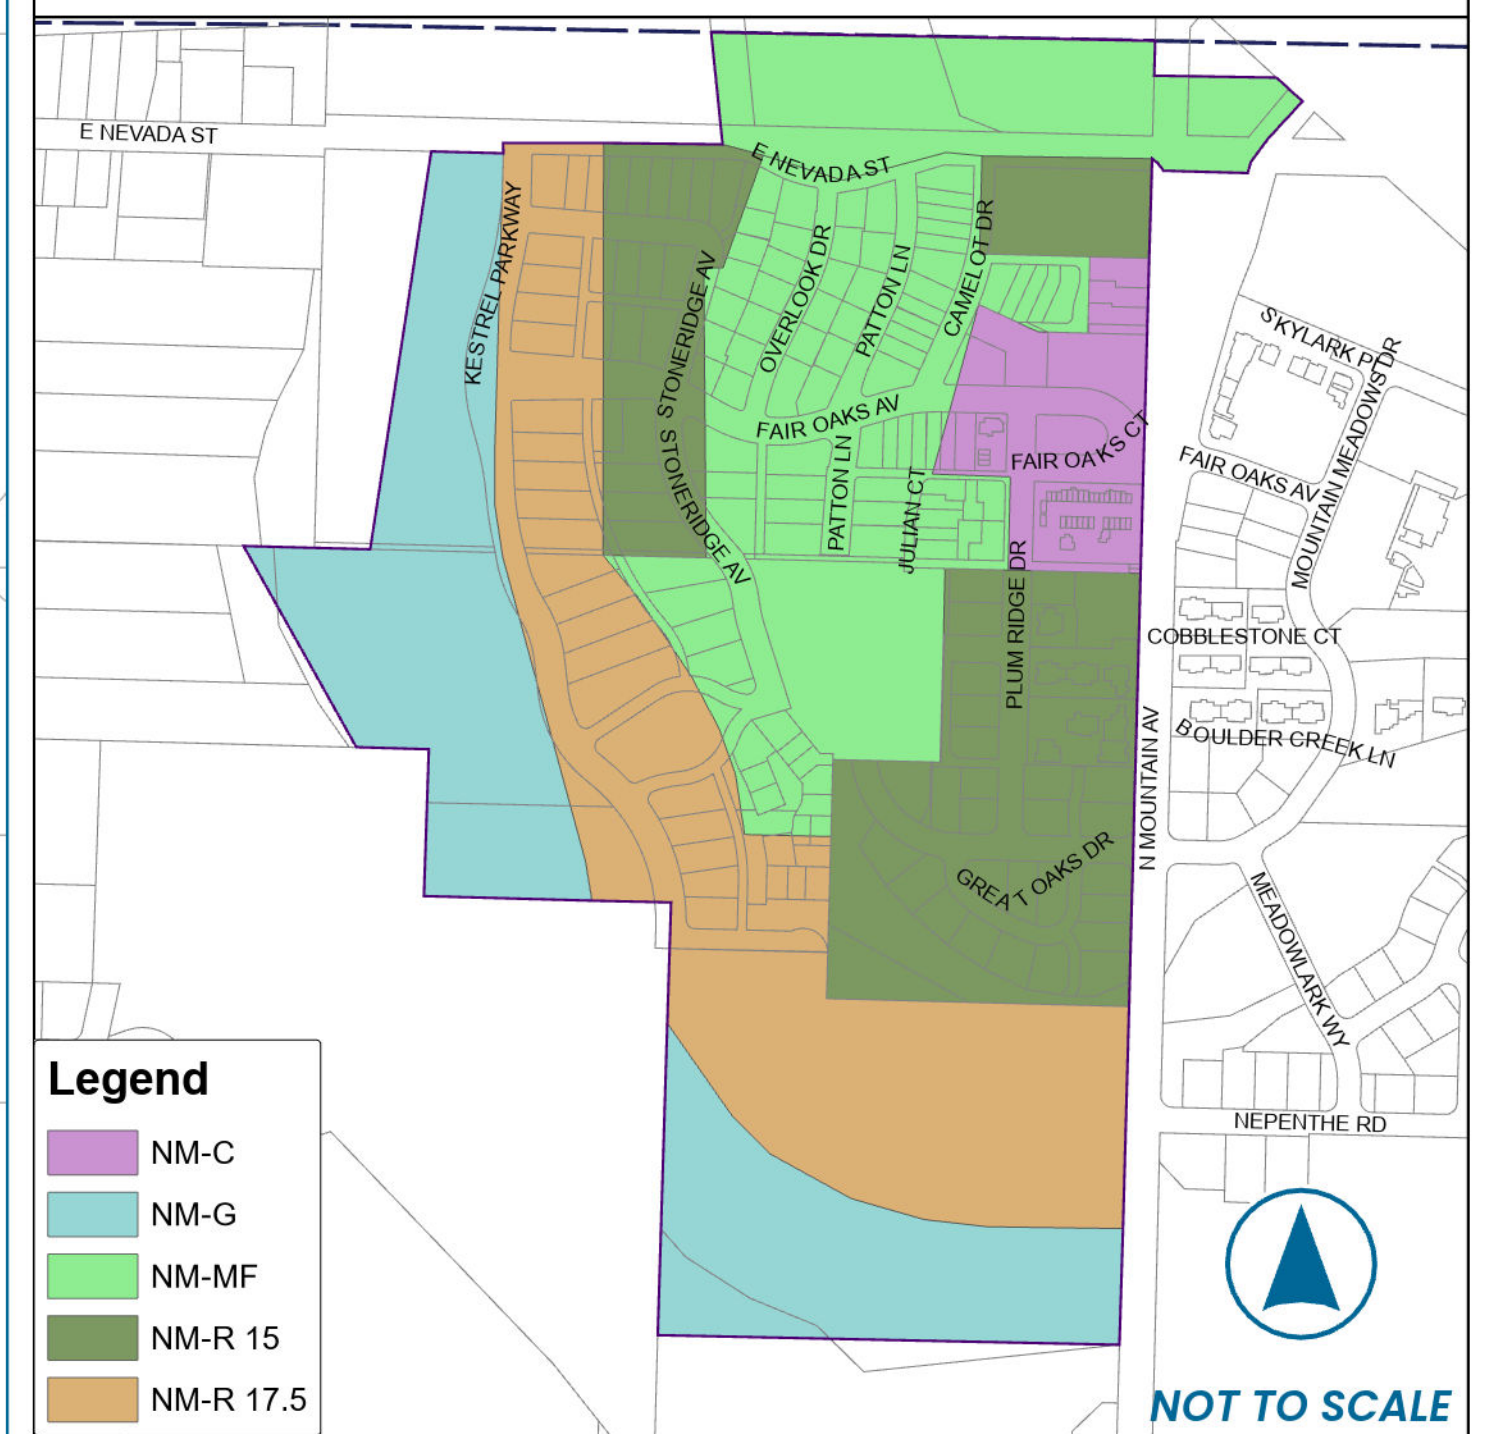 E NEVADA ST
E NEVADA ST
KESTREL PARKWAY
STONERIDGE AV
OVERLOOK DR
PATTON LN
CAMELOT DR
SKYLARK PL
MOUNTAIN MEADOWS DR
FAIR OAKS AV
FAIR OAKS CT
FAIR OAKS AV
STONERIDGE AV
PATTON LN
JULIAN CT
PLUM RIDGE DR
COBBLESTONE CT
BOULDER CREEK LN
N MOUNTAIN AV
GREAT OAKS DR
MEADOWLARK WY
NEPENTHE RD
Legend
NM-C
NM-G
NM-MF
NM-R 15
NM-R 17.5
NOT TO SCALE